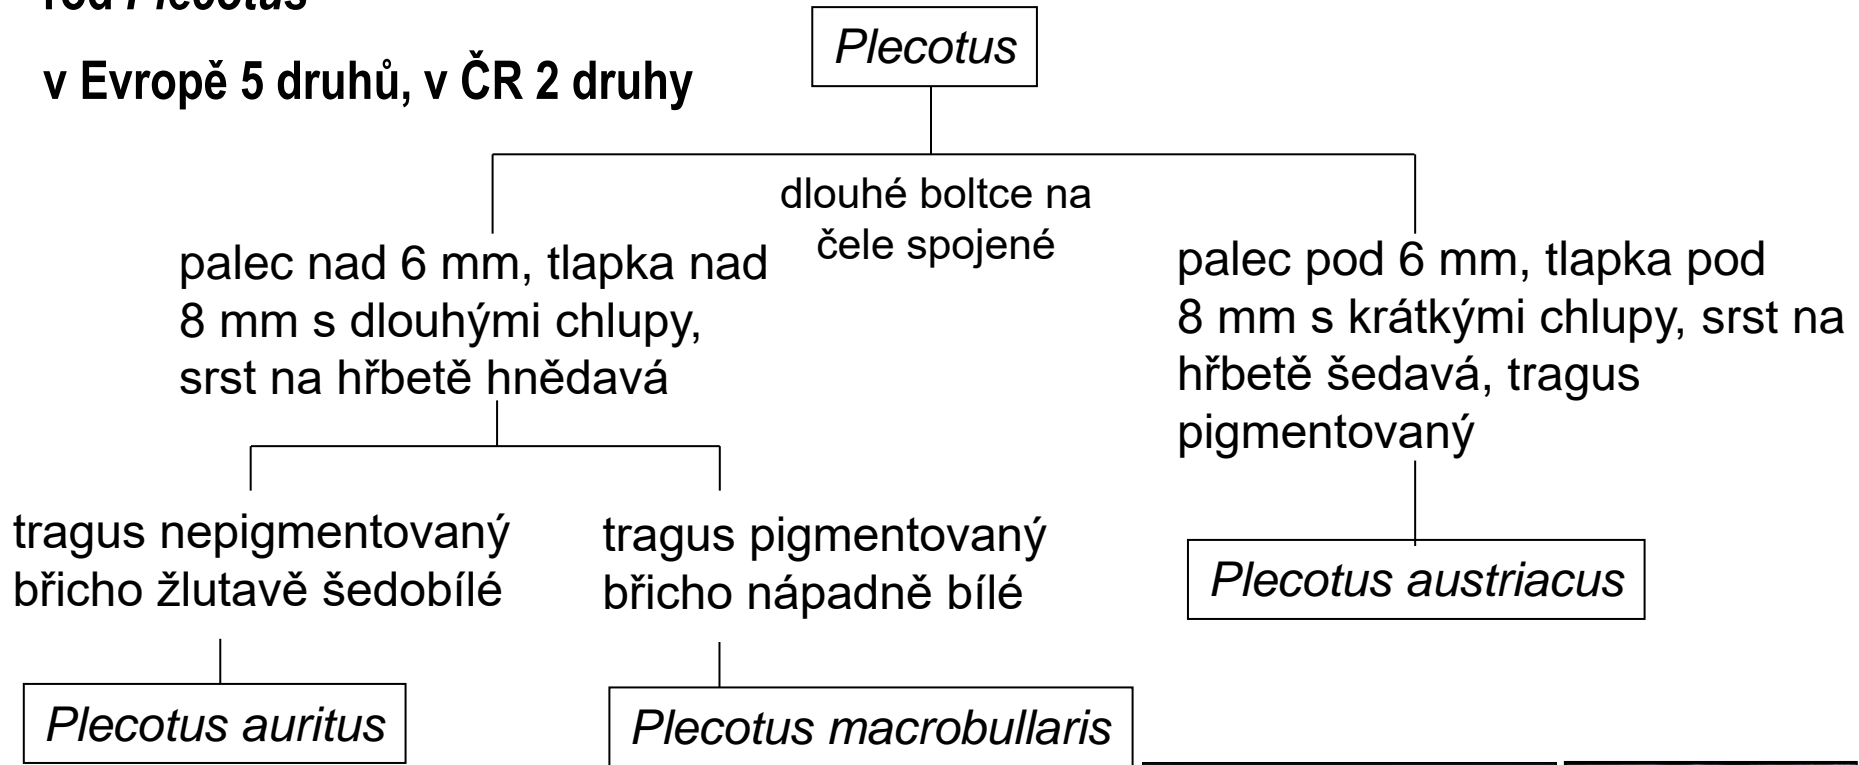 rod Plecotus
v Evropě 5 druhů, v ČR 2 druhy
Plecotus
dlouhé boltce na
čele spojené
palec nad 6 mm, tlapka nad
8 mm s dlouhými chlupy,
srst na hřbetě hnědavá
palec pod 6 mm, tlapka pod
8 mm s krátkými chlupy, srst na
hřbetě šedavá, tragus
pigmentovaný
tragus nepigmentovaný
břicho žlutavě šedobílé
tragus pigmentovaný
břicho nápadně bílé
Plecotus austriacus
Plecotus auritus
Plecotus macrobullaris